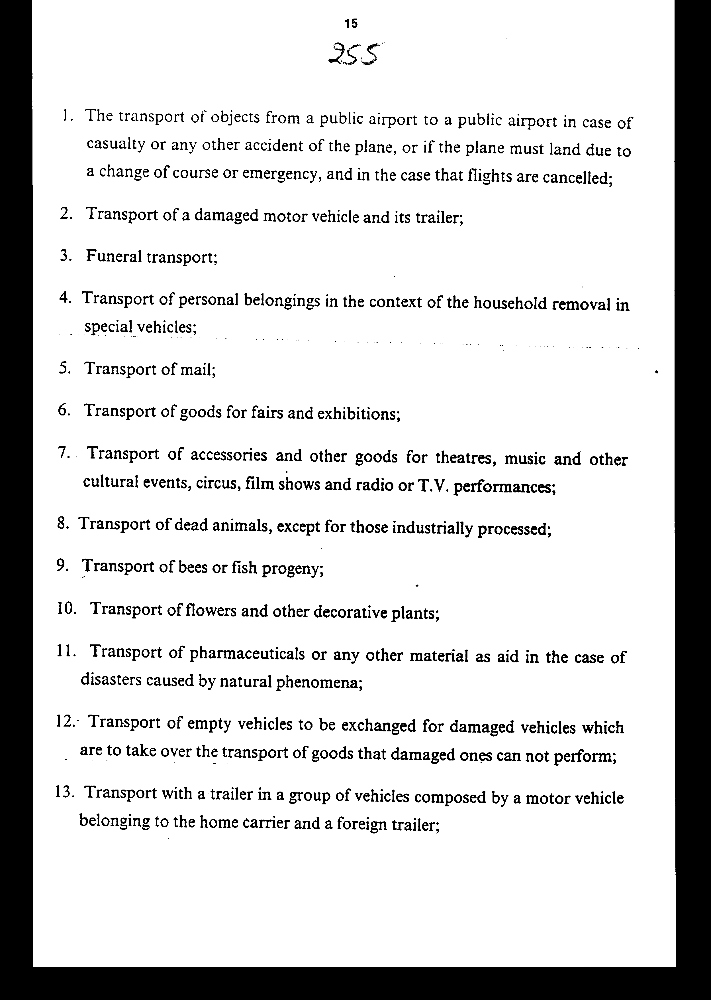 15
255
1. The transport of objects from a public airport to a public airport in case of
casualty or any other accident of the plane, or if the plane must land due to
a change of course or emergency, and in the case that flights are cancelled;
2. Transport of a damaged motor vehicle and its trailer;
3. Funeral transport;
4. Transport of personal belongings in the context of the household removal in
special vehicles;
5. Transport of mail;
6. Transport of goods for fairs and exhibitions;
7. Transport of accessories and other goods for theatres, music and other
cultural events, circus, film shows and radio or T.V. performances;
8. Transport of dead animals, except for those industrially processed;
9. Transport of bees or fish progeny;
10. Transport of flowers and other decorative plants;
11. Transport of pharmaceuticals or any other material as aid in the case of
disasters caused by natural phenomena;
12. Transport of empty vehicles to be exchanged for damaged vehicles which
are to take over the transport of goods that damaged ones can not perform;
13. Transport with a trailer in a group of vehicles composed by a motor vehicle
belonging to the home carrier and a foreign trailer;